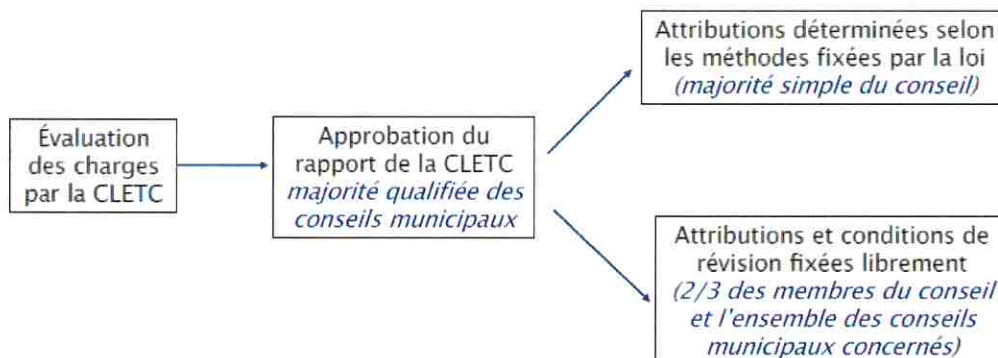 Évaluation
des charges
par la CLETC
Approbation du
rapport de la CLETC
majorité qualifiée des
conseils municipaux
Attributions déterminées selon
les méthodes fixées par la loi
(majorité simple du conseil)
Attributions et conditions de
révision fixées librement
(2/3 des membres du conseil
et l'ensemble des conseils
municipaux concernés)